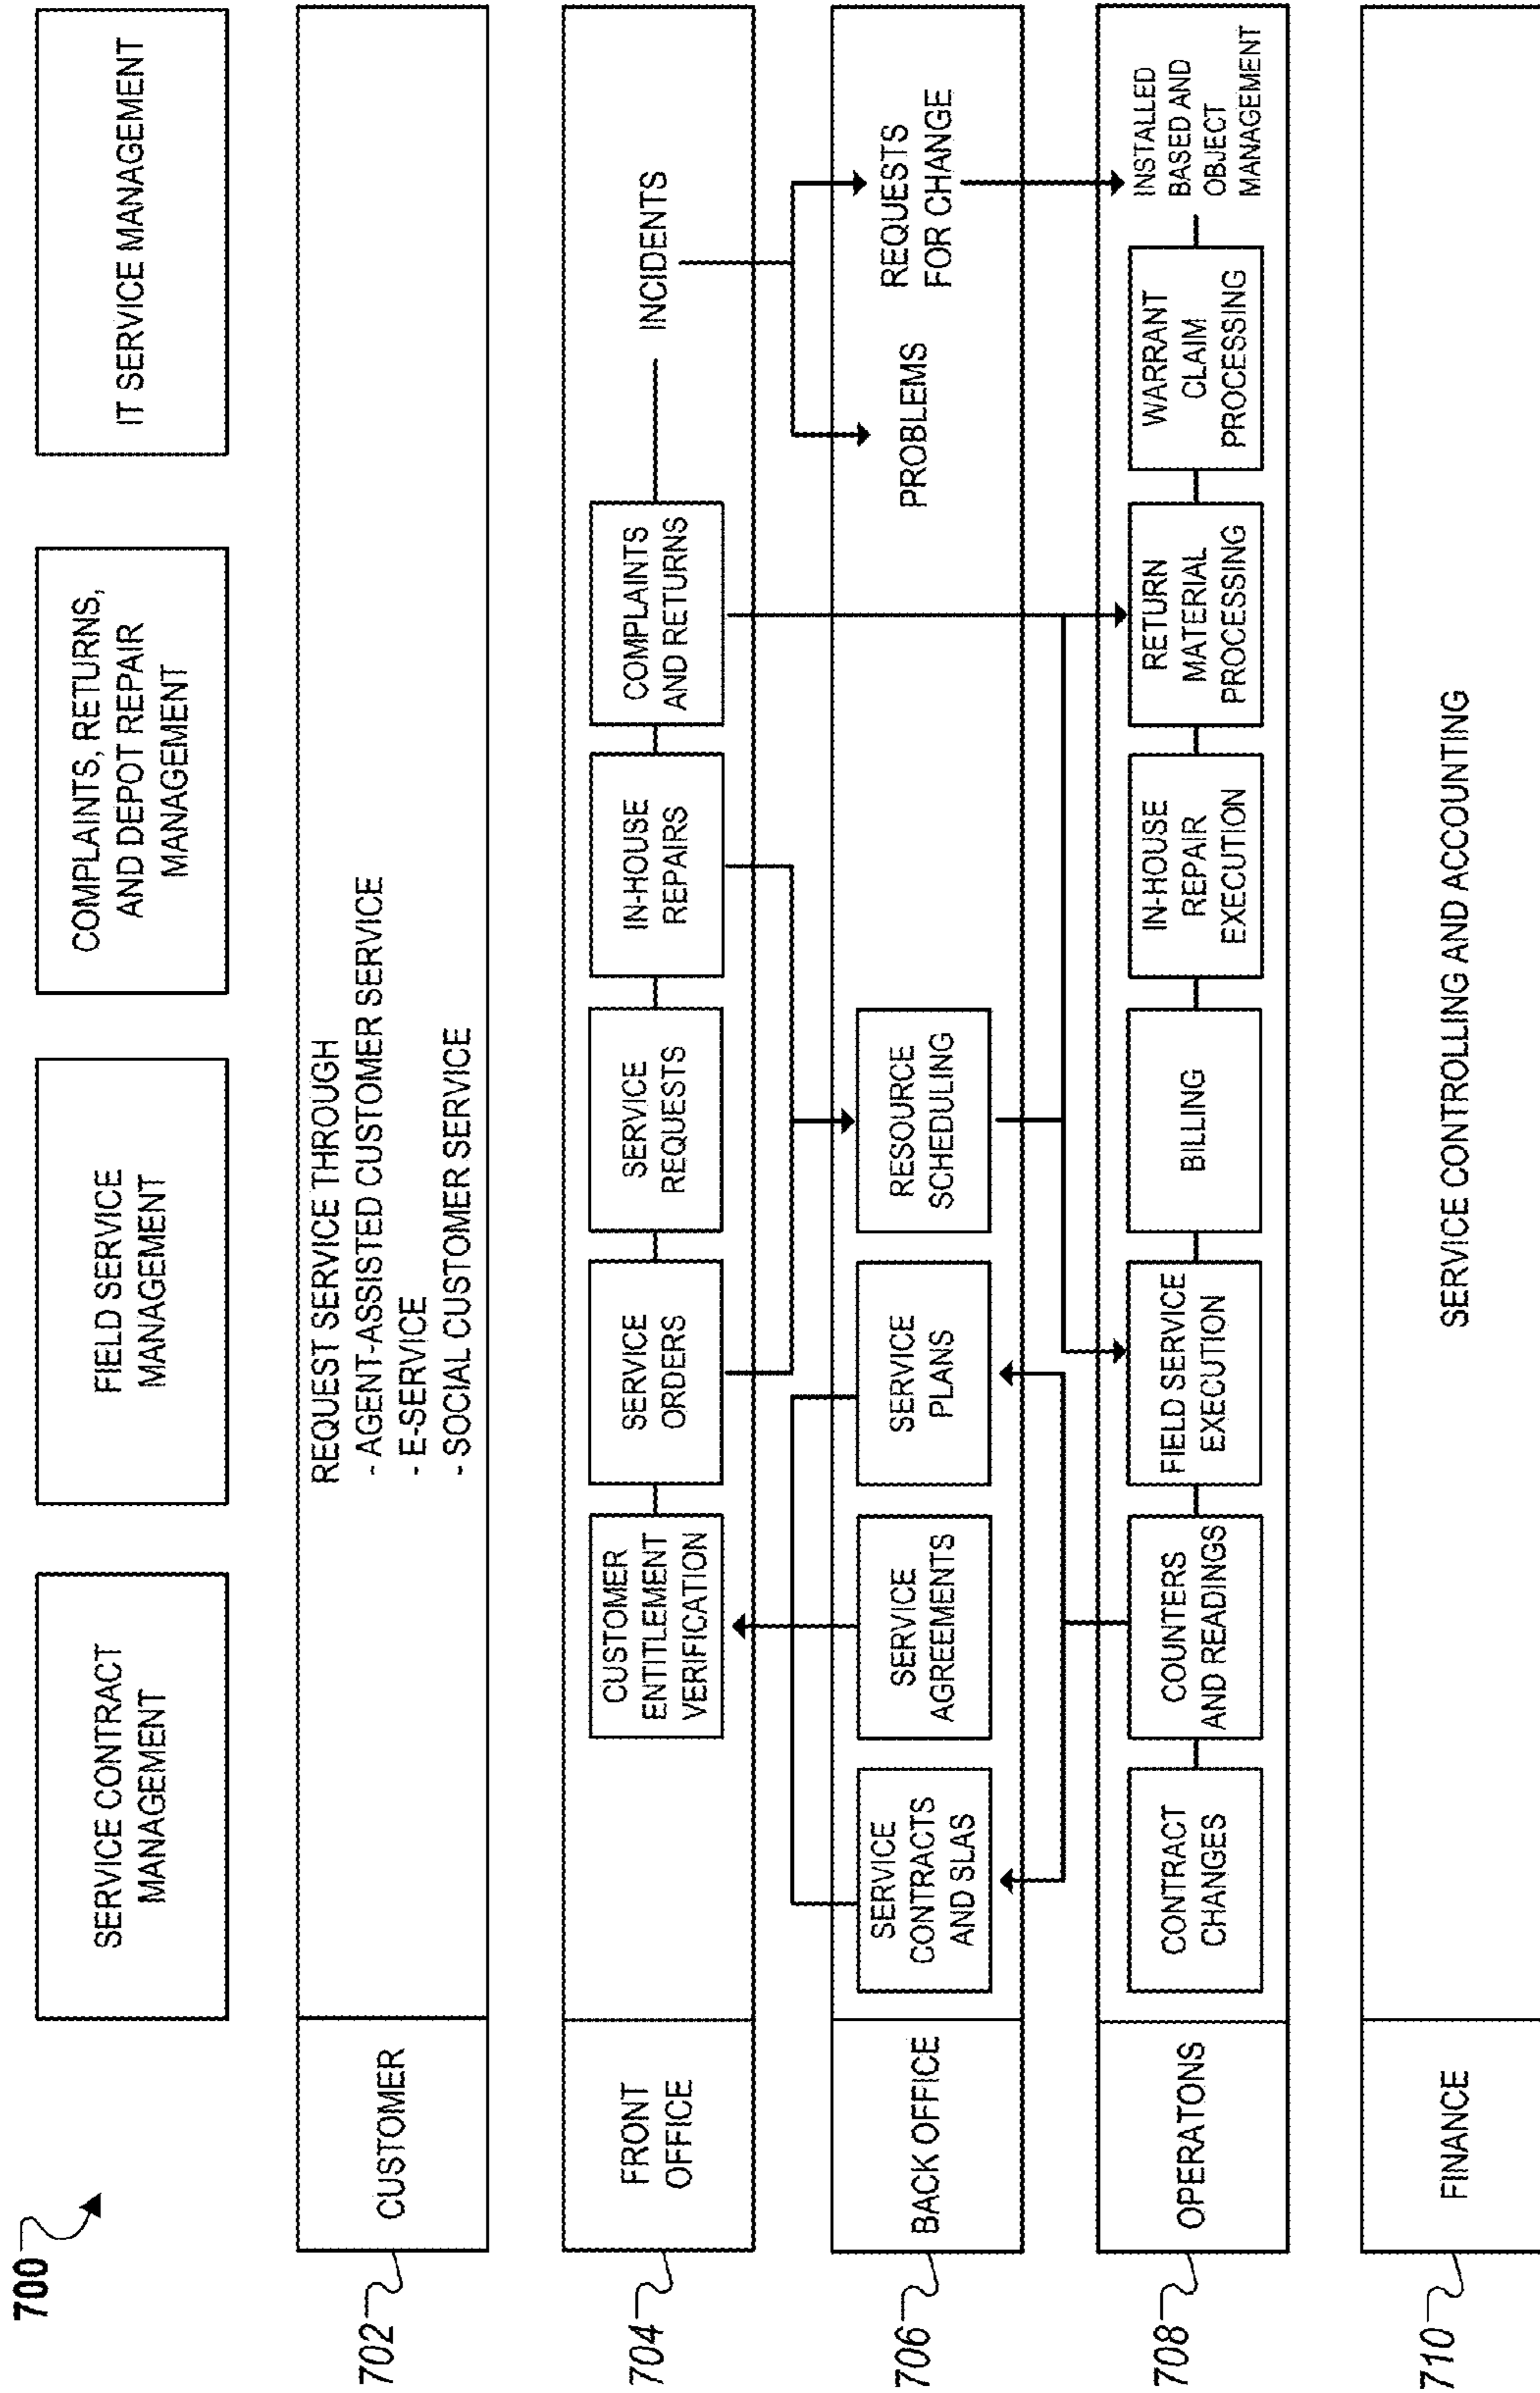 700
SERVICE CONTRACT
MANAGEMENT
FIELD SERVICE
MANAGEMENT
COMPLAINTS, RETURNS,
AND DEPOT REPAIR
MANAGEMENT
IT SERVICE MANAGEMENT
702
CUSTOMER
REQUEST SERVICE THROUGH
- AGENT-ASSISTED CUSTOMER SERVICE
- E-SERVICE
- SOCIAL CUSTOMER SERVICE
704
FRONT
OFFICE
CUSTOMER
ENTITLEMENT
VERIFICATION
SERVICE
ORDERS
SERVICE
REQUESTS
IN-HOUSE
REPAIRS
COMPLAINTS
AND RETURNS
INCIDENTS
706
BACK OFFICE
SERVICE
CONTRACTS
AND SLAS
SERVICE
AGREEMENTS
SERVICE
PLANS
RESOURCE
SCHEDULING
PROBLEMS
REQUESTS
FOR CHANGE
708
OPERATONS
CONTRACT
CHANGES
COUNTERS
AND READINGS
FIELD SERVICE
EXECUTION
BILLING
IN-HOUSE
REPAIR
EXECUTION
RETURN
MATERIAL
PROCESSING
WARRANT
CLAIM
PROCESSING
INSTALLED
BASED AND
OBJECT
MANAGEMENT
710
FINANCE
SERVICE CONTROLLING AND ACCOUNTING